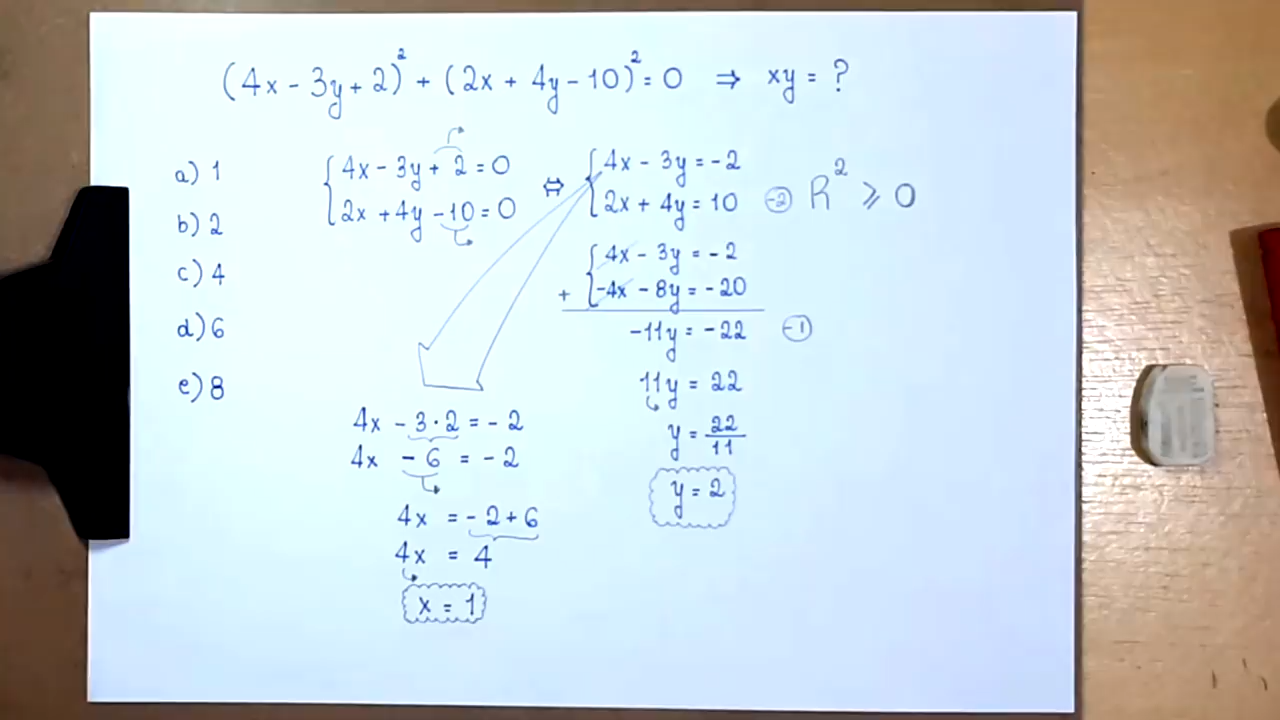 (4x - 3y + 2)² + (2x + 4y - 10)² = 0 ⇒ xy = ?
a) 1
b) 2
c) 4
d) 6
e) 8
4x - 3y + 2 = 0
2x + 4y - 10 = 0
⇔
4x - 3y = -2
2x + 4y = 10 (-2)
R² ≥ 0
4x - 3y = -2
+ -4x - 8y = -20
-11y = -22 (-1)
11y = 22
y = 22/11
y = 2
4x - 3·2 = -2
4x - 6 = -2
4x = -2+6
4x = 4
x = 1